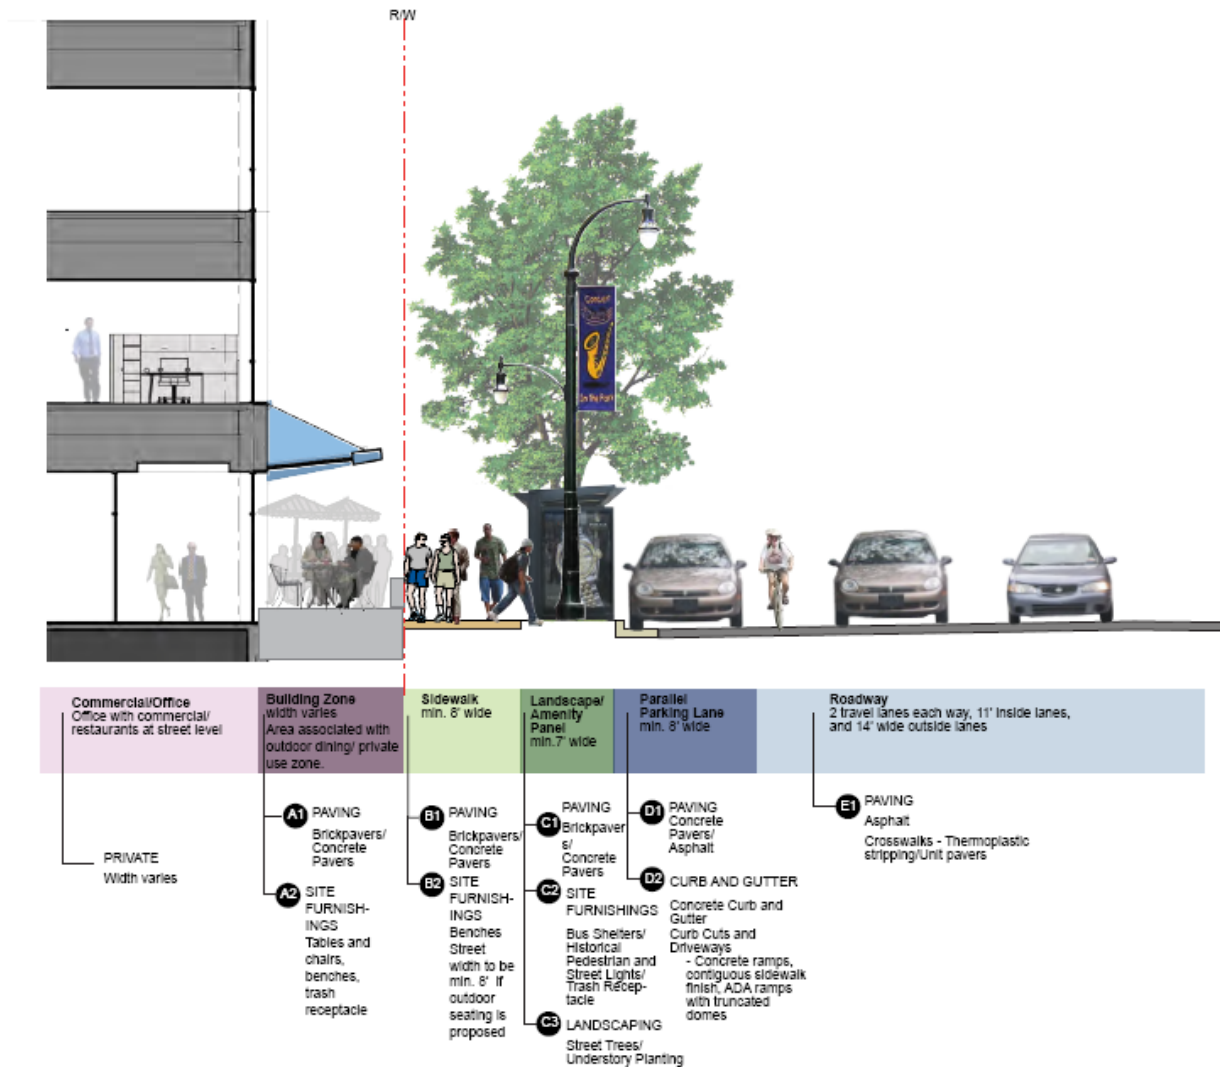 R/W
Concert
In The Park
Commercial/Office
Office with commercial/
restaurants at street level
Building Zone
width varies
Area associated with
outdoor dining/ private
use zone.
Sidewalk
min. 8' wide
Landscape/
Amenity
Panel
min.7' wide
Parallel
Parking Lane
min. 8' wide
Roadway
2 travel lanes each way, 11' inside lanes,
and 14' wide outside lanes
PRIVATE
Width varies
A1 PAVING
Brickpavers/
Concrete
Pavers
A2 SITE
FURNISH-
INGS
Tables and
chairs,
benches,
trash
receptacle
B1 PAVING
Brickpavers/
Concrete
Pavers
B2 SITE
FURNISH-
INGS
Benches
Street
width to be
min. 8' if
outdoor
seating is
proposed
C1 PAVING
Brickpaver
s/
Concrete
Pavers
C2 SITE
FURNISHINGS
Bus Shelters/
Historical
Pedestrian and
Street Lights/
Trash Recep-
tacle
C3 LANDSCAPING
Street Trees/
Understory Planting
D1 PAVING
Concrete
Pavers/
Asphalt
D2 CURB AND GUTTER
Concrete Curb and
Gutter
Curb Cuts and
Driveways
- Concrete ramps,
contiguous sidewalk
finish, ADA ramps
with truncated
domes
E1 PAVING
Asphalt
Crosswalks - Thermoplastic
stripping/Unit pavers